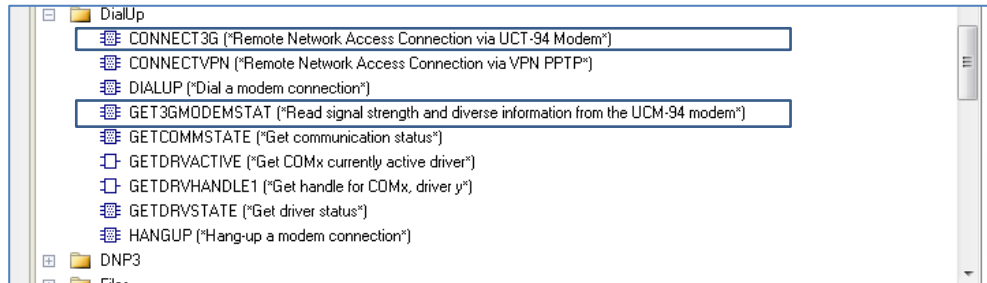 DialUp
CONNECT3G (*Remote Network Access Connection via UCT-94 Modem*)
CONNECTVPN (*Remote Network Access Connection via VPN PPTP*)
DIALUP (*Dial a modem connection*)
GET3GMODEMSTAT (*Read signal strength and diverse information from the UCM-94 modem*)
GETCOMMSTATE (*Get communication status*)
GETDRVACTIVE (*Get COMx currently active driver*)
GETDRVHANDLE1 (*Get handle for COMx, driver y*)
GETDRVSTATE (*Get driver status*)
HANGUP (*Hang-up a modem connection*)
DNP3